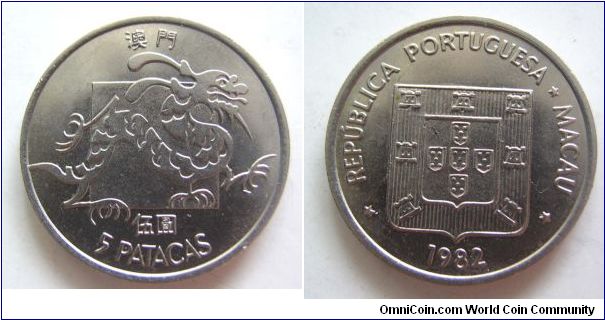 澳門
伍圓
5 PATACAS
REPÚBLICA PORTUGUESA ★ MACAU ★
1982
OmniCoin.com World Coin Community